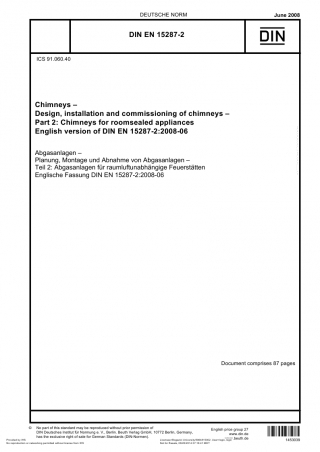 DEUTSCHE NORM
June 2008
DIN EN 15287-2
DIN
ICS 91.060.40
Chimneys –
Design, installation and commissioning of chimneys –
Part 2: Chimneys for roomsealed appliances
English version of DIN EN 15287-2:2008-06
Abgasanlagen –
Planung, Montage und Abnahme von Abgasanlagen –
Teil 2: Abgasanlagen für raumluftunabhängige Feuerstätten
Englische Fassung DIN EN 15287-2:2008-06
Document comprises 87 pages
© No part of this standard may be reproduced without prior permission of
DIN Deutsches Institut für Normung e. V., Berlin. Beuth Verlag GmbH, 10772 Berlin, Germany,
has the exclusive right of sale for German Standards (DIN-Normen).
English price group 27
www.din.de
www.beuth.de